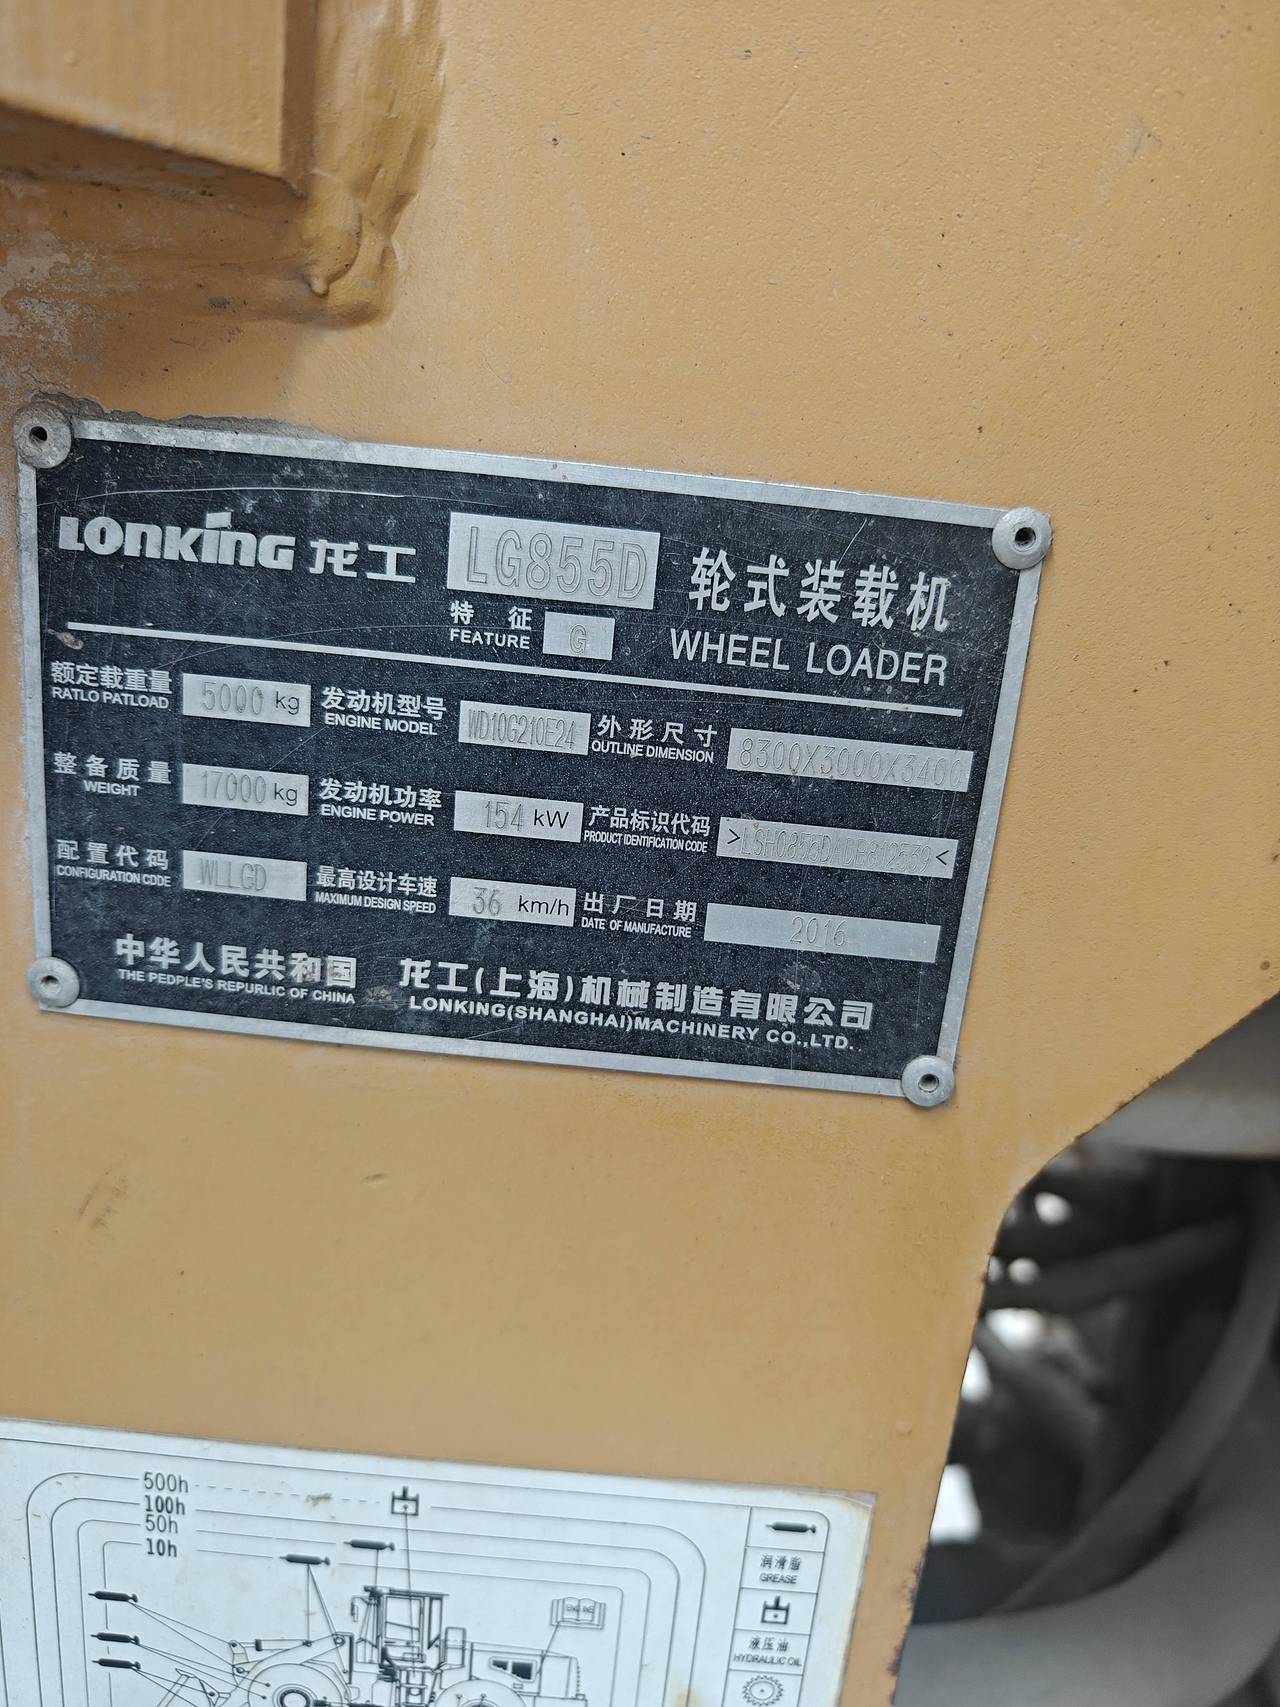 LONKING 龙工 LG855D 轮式装载机
特 征 G
FEATURE
WHEEL LOADER
额定载重量 5000 kg 发动机型号 WD10G210E24 外形尺寸 8300X3000X3400
RATLO PATLOAD ENGINE MODEL OUTLINE DIMENSION
整备质量 17000 kg 发动机功率 154 kW 产品标识代码
WEIGHT ENGINE POWER PRODUCT IDENTIFICATION CODE
配置代码 WLLGD 最高设计车速 36 km/h 出厂日期 2016
CONFIGURATION CDDE MAXIMUM DESIGN SPEED DATE OF MANUFACTURE
中华人民共和国 龙工(上海)机械制造有限公司
THE PEDPLE'S REPURLIC OF CHINA LONKING(SHANGHAI)MACHINERY CO.,LTD.
500h
100h
50h
10h
润滑脂
GREASE
液压油
HYDRAULIC OIL